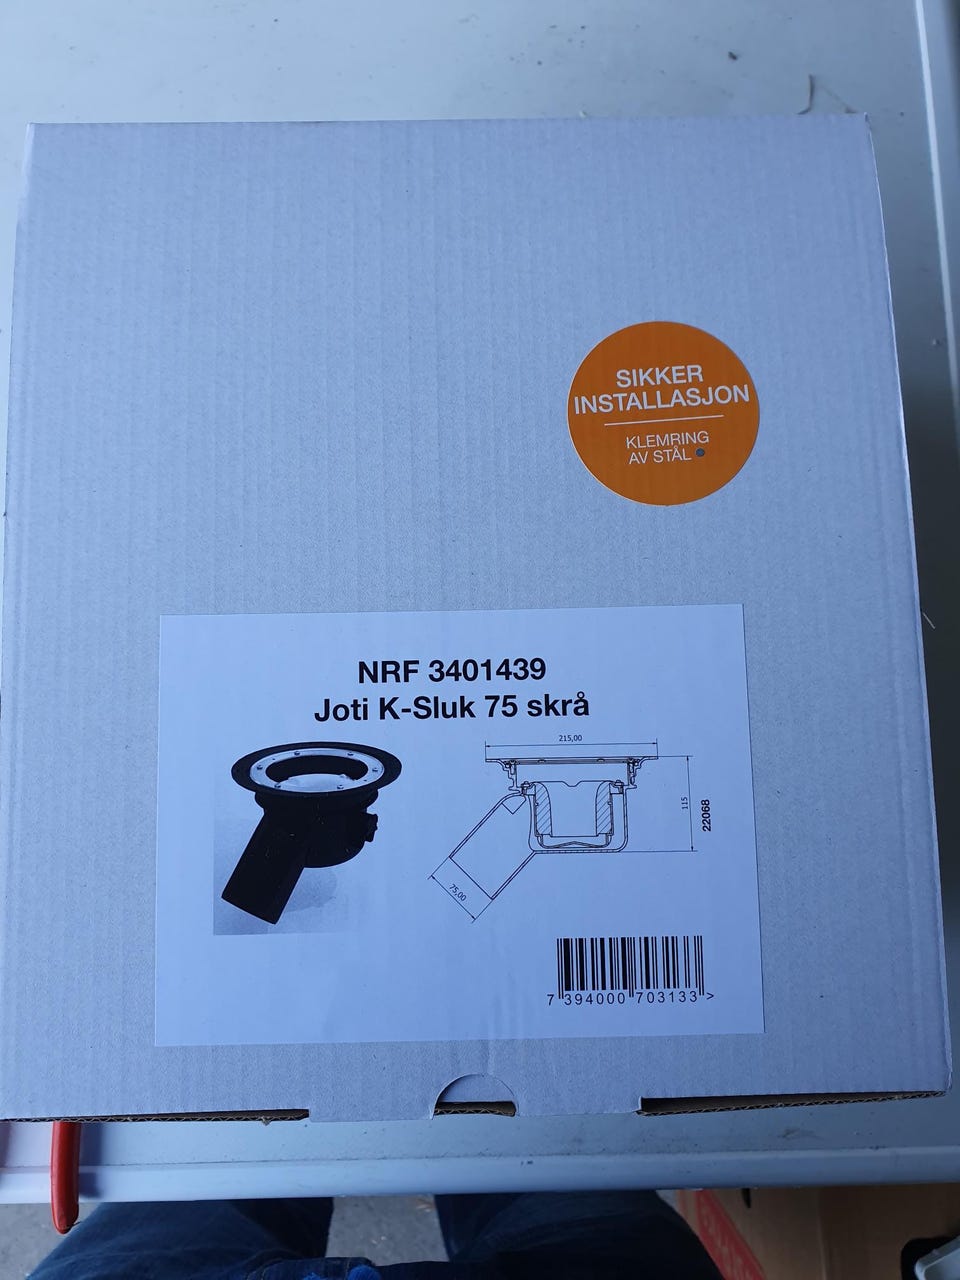 SIKKER
INSTALLASJON
KLEMRING
AV STÅL
NRF 3401439
Joti K-Sluk 75 skrå
215,00
115
22068
75,00
7 394000 703133 >